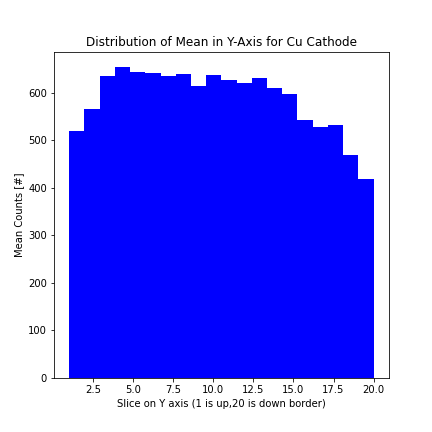 Distribution of Mean in Y-Axis for Cu Cathode
Mean Counts [#]
600
500
400
300
200
100
0
2.5 5.0 7.5 10.0 12.5 15.0 17.5 20.0
Slice on Y axis (1 is up,20 is down border)